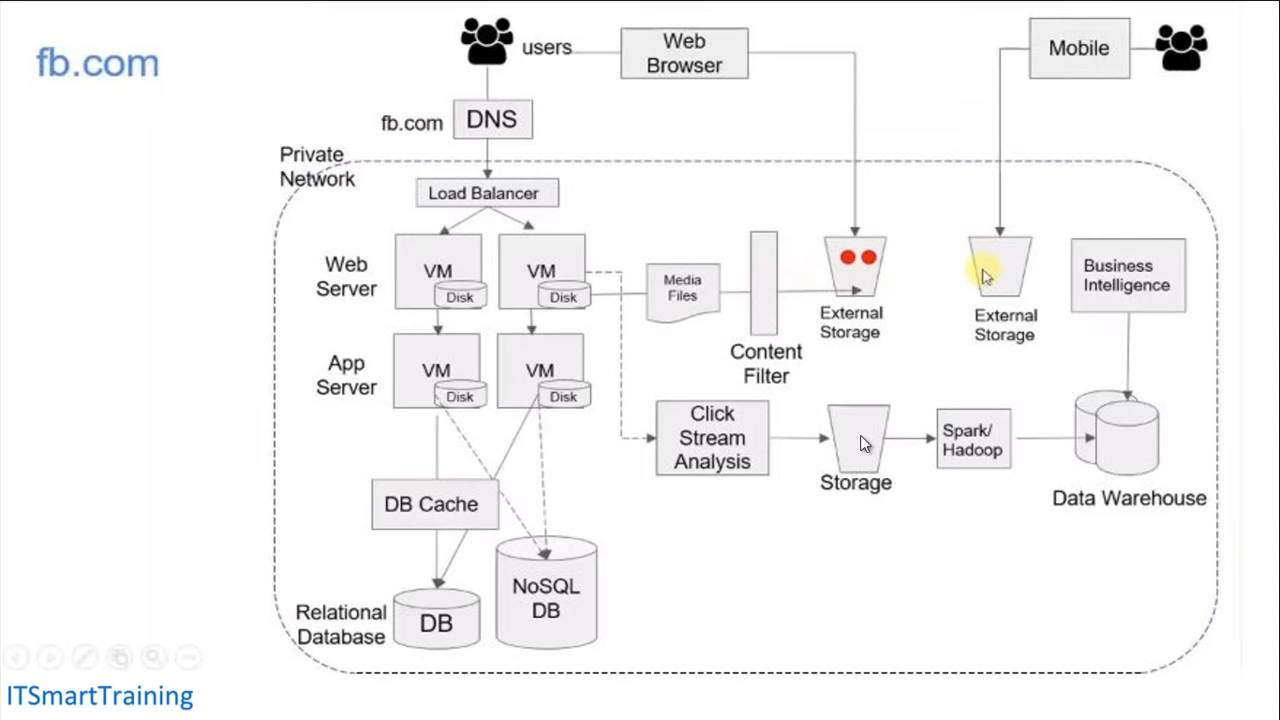 fb.com
users
Web
Browser
Mobile
fb.com
DNS
Private
Network
Load Balancer
Web
Server
VM
Disk
VM
Disk
Media
Files
Content
Filter
External
Storage
External
Storage
Business
Intelligence
App
Server
VM
Disk
VM
Disk
Click
Stream
Analysis
Storage
Spark/
Hadoop
Data Warehouse
DB Cache
Relational
Database
DB
NoSQL
DB
ITSmartTraining